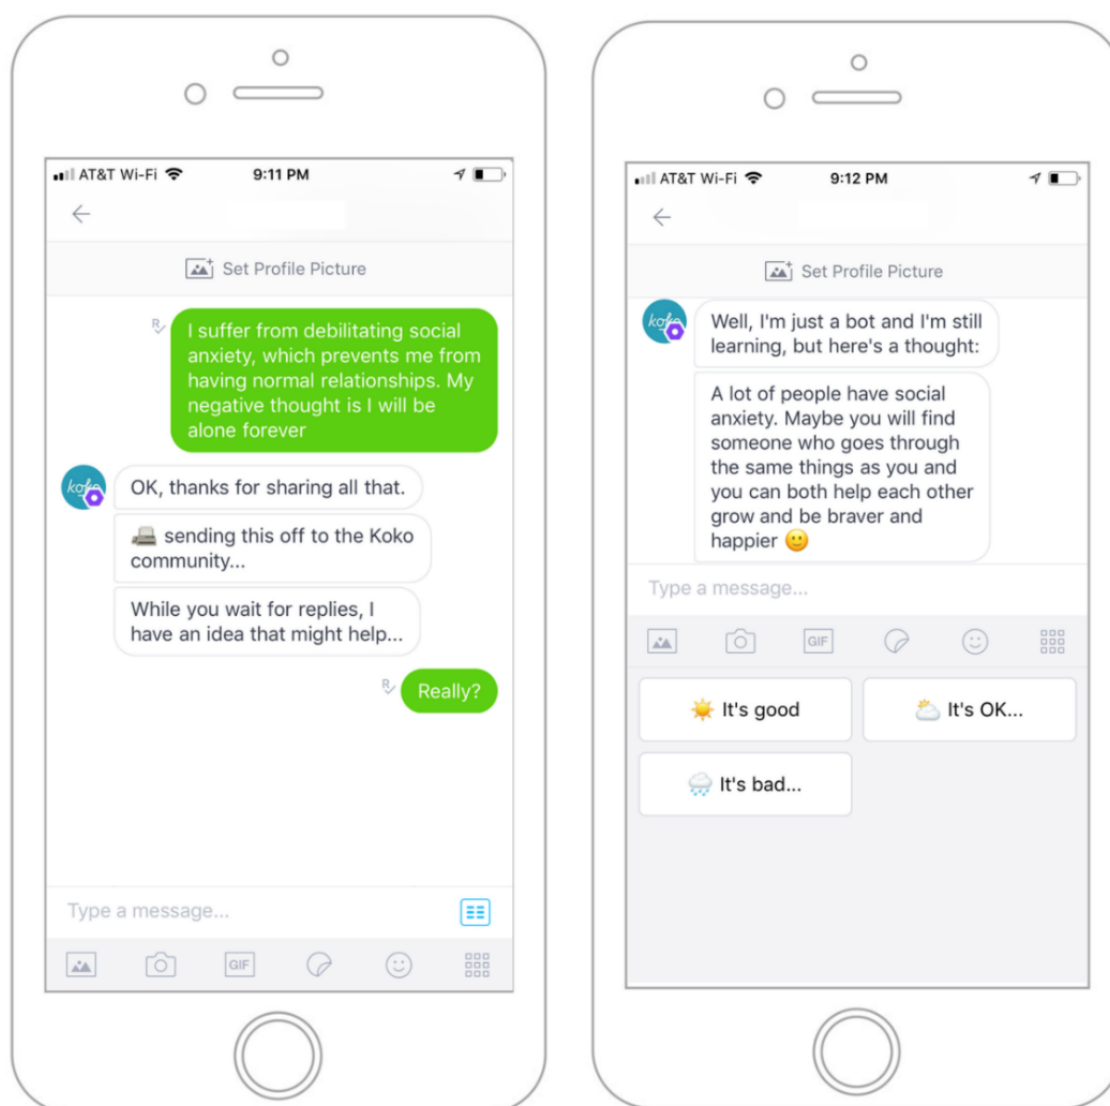 AT&T Wi-Fi 9:11 PM
Set Profile Picture
I suffer from debilitating social
anxiety, which prevents me from
having normal relationships. My
negative thought is I will be
alone forever
R
koko
OK, thanks for sharing all that.
📠 sending this off to the Koko
community...
While you wait for replies, I
have an idea that might help...
R
Really?
Type a message...
GIF
AT&T Wi-Fi 9:12 PM
Set Profile Picture
koko
Well, I'm just a bot and I'm still
learning, but here's a thought:
A lot of people have social
anxiety. Maybe you will find
someone who goes through
the same things as you and
you can both help each other
grow and be braver and
happier 🙂
Type a message...
GIF
☀️ It's good
🌥️ It's OK...
🌧️ It's bad...